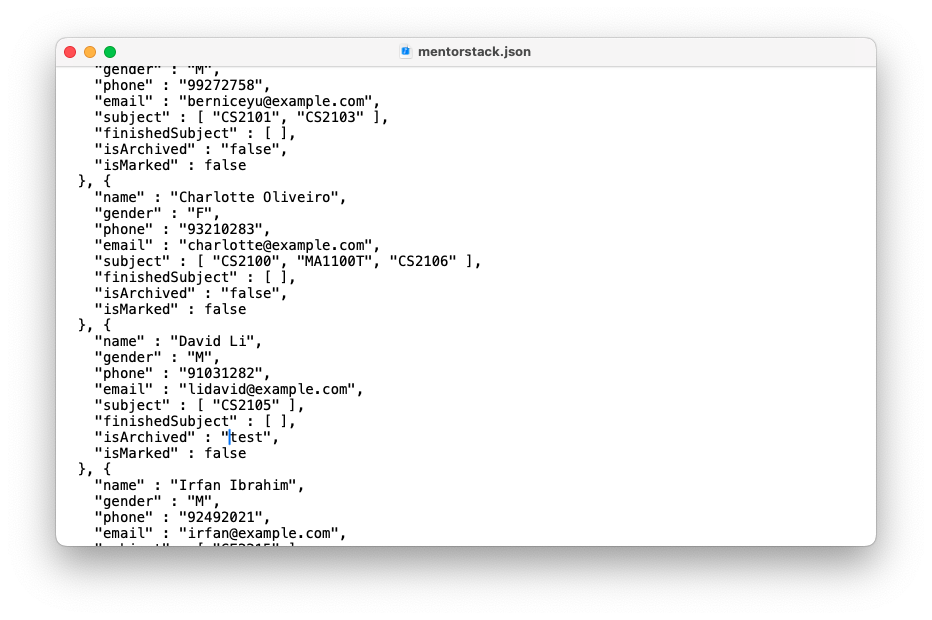 mentorstack.json
"gender" : "M",
"phone" : "99272758",
"email" : "berniceyu@example.com",
"subject" : [ "CS2101", "CS2103" ],
"finishedSubject" : [ ],
"isArchived" : "false",
"isMarked" : false
}, {
"name" : "Charlotte Oliveiro",
"gender" : "F",
"phone" : "93210283",
"email" : "charlotte@example.com",
"subject" : [ "CS2100", "MA1100T", "CS2106" ],
"finishedSubject" : [ ],
"isArchived" : "false",
"isMarked" : false
}, {
"name" : "David Li",
"gender" : "M",
"phone" : "91031282",
"email" : "lidavid@example.com",
"subject" : [ "CS2105" ],
"finishedSubject" : [ ],
"isArchived" : "test",
"isMarked" : false
}, {
"name" : "Irfan Ibrahim",
"gender" : "M",
"phone" : "92492021",
"email" : "irfan@example.com",